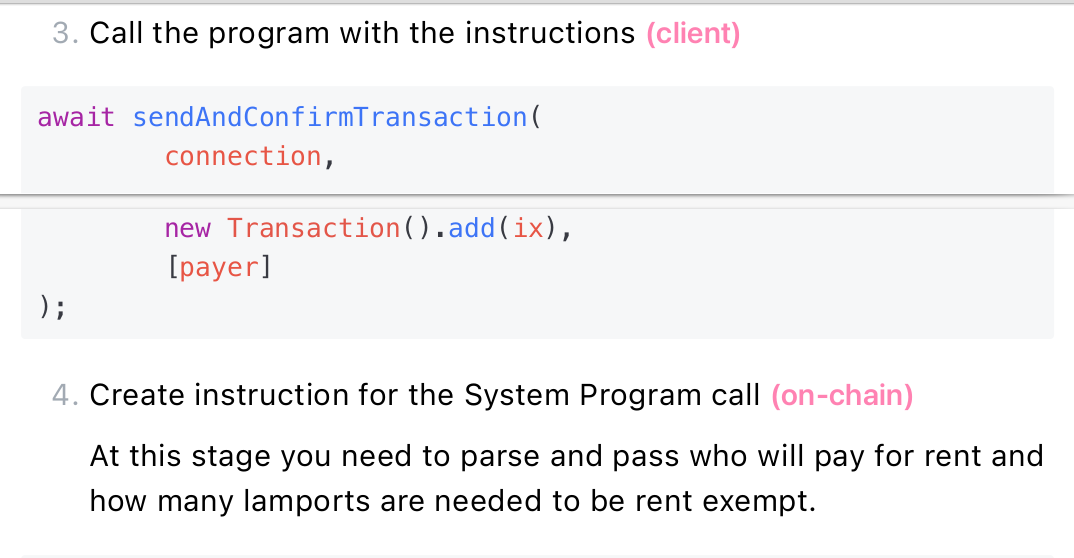 3. Call the program with the instructions (client)
await sendAndConfirmTransaction(
connection,
new Transaction().add(ix),
[payer]
);
4. Create instruction for the System Program call (on-chain)
At this stage you need to parse and pass who will pay for rent and
how many lamports are needed to be rent exempt.